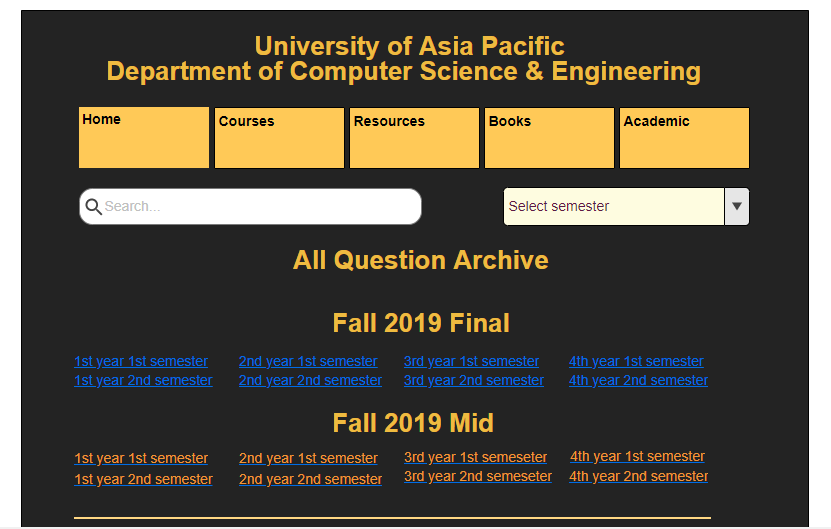 University of Asia Pacific
Department of Computer Science & Engineering
Home Courses Resources Books Academic
Search... Select semester
All Question Archive
Fall 2019 Final
1st year 1st semester 2nd year 1st semester 3rd year 1st semester 4th year 1st semester
1st year 2nd semester 2nd year 2nd semester 3rd year 2nd semester 4th year 2nd semester
Fall 2019 Mid
1st year 1st semester 2nd year 1st semester 3rd year 1st semeseter 4th year 1st semester
1st year 2nd semester 2nd year 2nd semester 3rd year 2nd semeseter 4th year 2nd semester